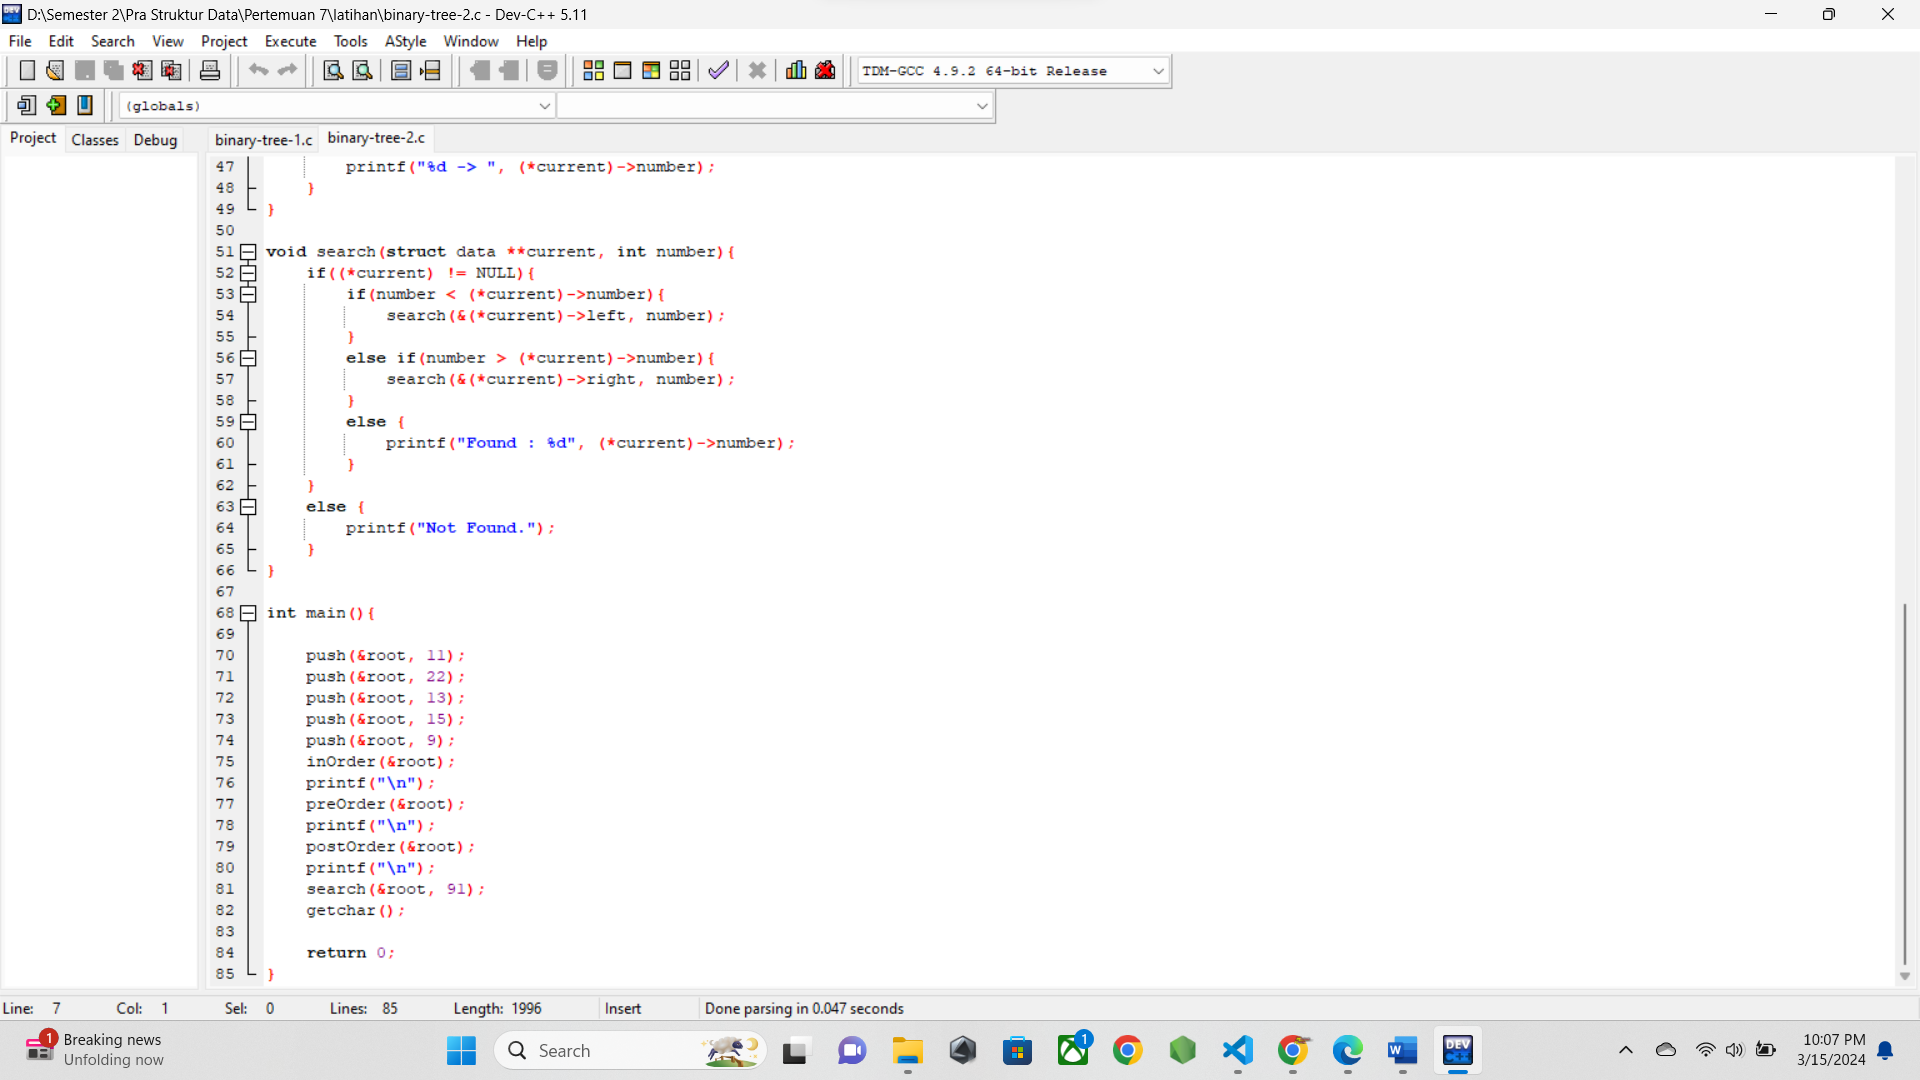 D:\Semester 2\Pra Struktur Data\Pertemuan 7\latihan\binary-tree-2.c - Dev-C++ 5.11
File Edit Search View Project Execute Tools AStyle Window Help
TDM-GCC 4.9.2 64-bit Release
(globals)
Project Classes Debug binary-tree-1.c binary-tree-2.c
47 printf("%d -> ", (*current)->number);
48 }
49 }
50
51 void search(struct data **current, int number){
52 if((*current) != NULL){
53 if(number < (*current)->number){
54 search(&(*current)->left, number);
55 }
56 else if(number > (*current)->number){
57 search(&(*current)->right, number);
58 }
59 else {
60 printf("Found : %d", (*current)->number);
61 }
62 }
63 else {
64 printf("Not Found.");
65 }
66 }
67
68 int main(){
69
70 push(&root, 11);
71 push(&root, 22);
72 push(&root, 13);
73 push(&root, 15);
74 push(&root, 9);
75 inOrder(&root);
76 printf("\n");
77 preOrder(&root);
78 printf("\n");
79 postOrder(&root);
80 printf("\n");
81 search(&root, 91);
82 getchar();
83
84 return 0;
85 }
Line: 7 Col: 1 Sel: 0 Lines: 85 Length: 1996 Insert Done parsing in 0.047 seconds
1 Breaking news
Unfolding now
Search
1
DEV C++
10:07 PM
3/15/2024